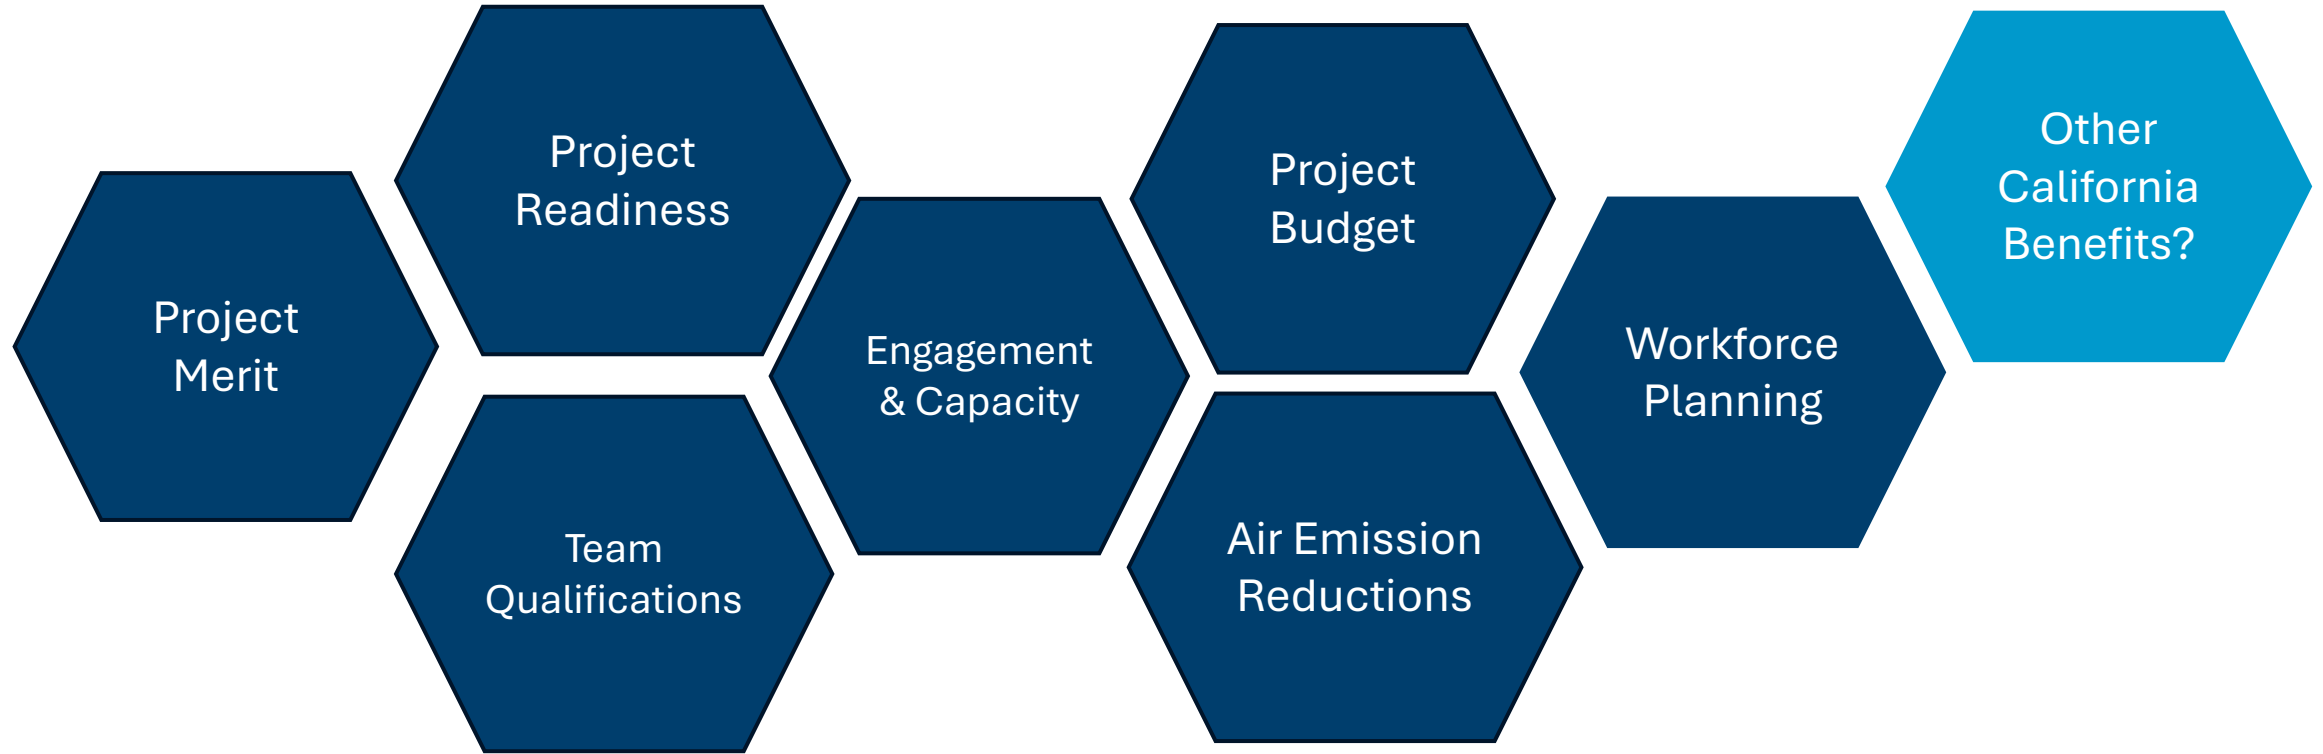 Project
Merit
Project
Readiness
Team
Qualifications
Engagement
& Capacity
Project
Budget
Air Emission
Reductions
Workforce
Planning
Other
California
Benefits?